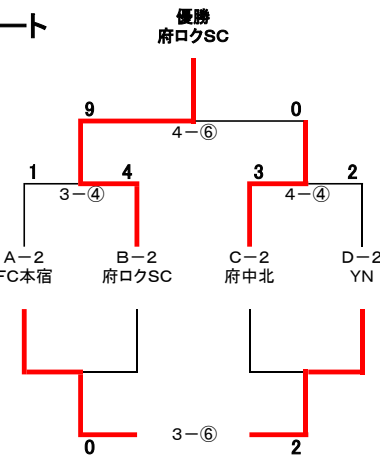 ート
優勝
府ロクSC
9 0
4－⑥
1 4 3 2
3－④ 4－④
A－2 B－2 C－2 D－2
FC本宿 府ロクSC 府中北 YN
3－⑥
0 2